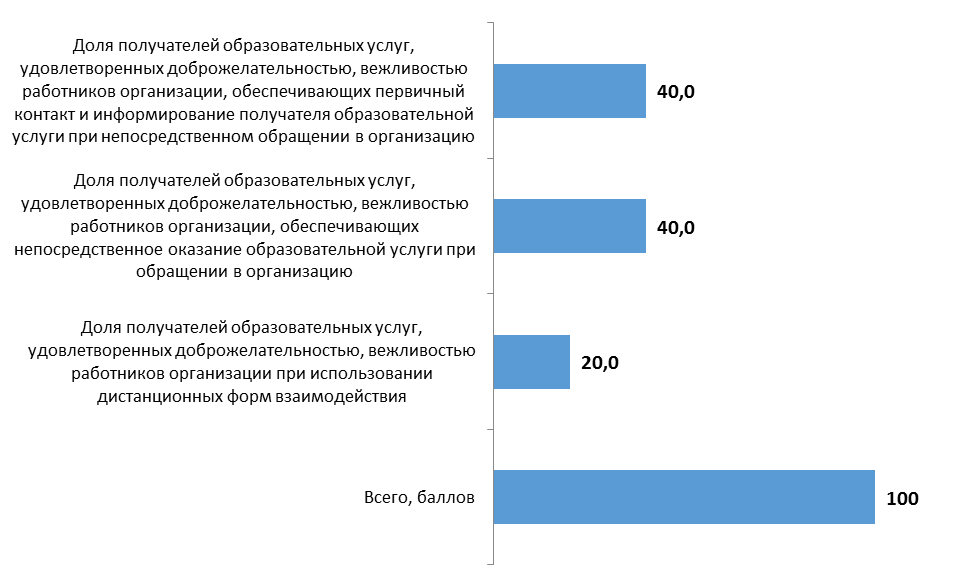 Доля получателей образовательных услуг,
удовлетворенных доброжелательностью, вежливостью
работников организации, обеспечивающих первичный
контакт и информирование получателя образовательной
услуги при непосредственном обращении в организацию
40,0
Доля получателей образовательных услуг,
удовлетворенных доброжелательностью, вежливостью
работников организации, обеспечивающих
непосредственное оказание образовательной услуги при
обращении в организацию
40,0
Доля получателей образовательных услуг,
удовлетворенных доброжелательностью, вежливостью
работников организации при использовании
дистанционных форм взаимодействия
20,0
Всего, баллов
100